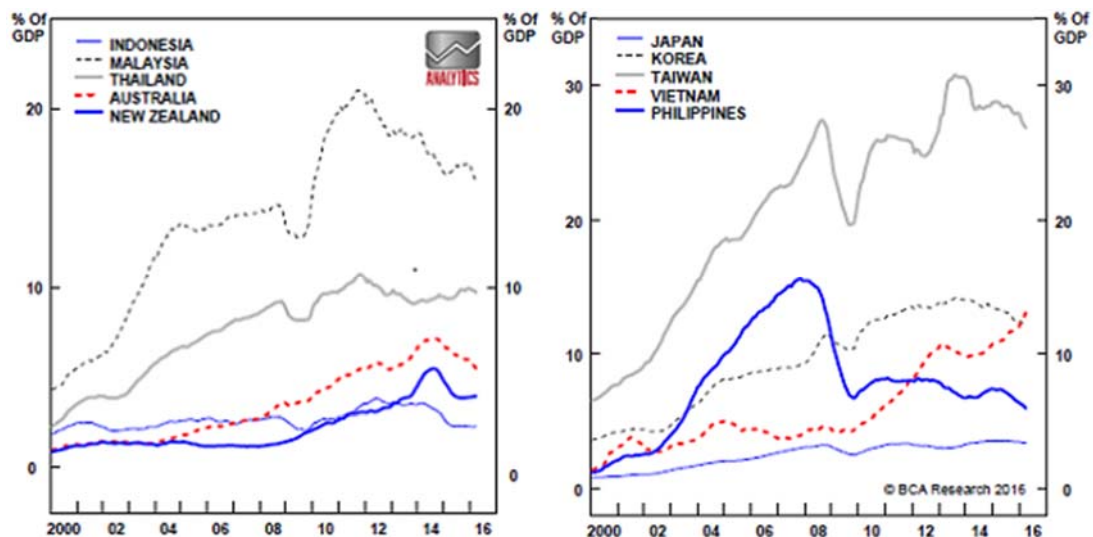 % Of
GDP
% Of
GDP
INDONESIA
MALAYSIA
THAILAND
AUSTRALIA
NEW ZEALAND
ANALYTICS
20
20
10
10
0
0
2000 02 04 06 08 10 12 14 16
% Of
GDP
% Of
GDP
JAPAN
KOREA
TAIWAN
VIETNAM
PHILIPPINES
30
30
20
20
10
10
0
0
© BCA Research 2016
2000 02 04 06 08 10 12 14 16